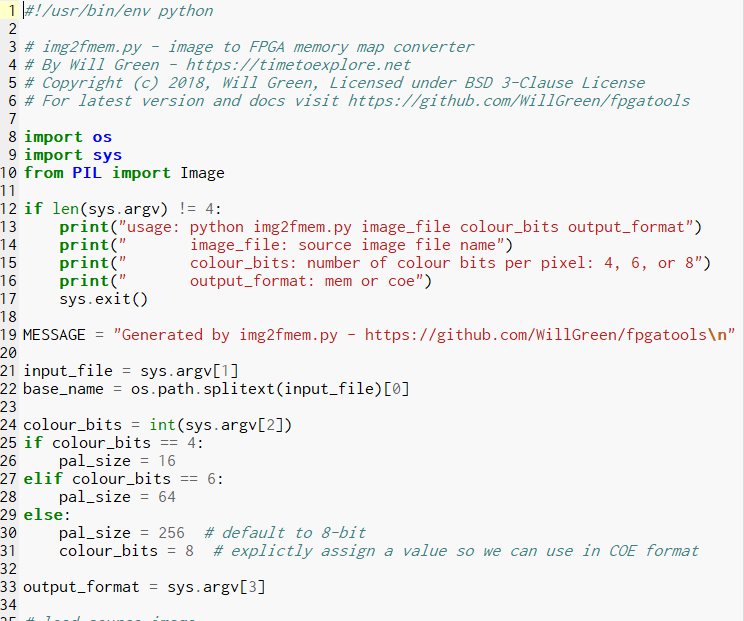 1 #!/usr/bin/env python
2
3 # img2fmem.py - image to FPGA memory map converter
4 # By Will Green - https://timetoexplore.net
5 # Copyright (c) 2018, Will Green, Licensed under BSD 3-Clause License
6 # For latest version and docs visit https://github.com/WillGreen/fpgatools
7
8 import os
9 import sys
10 from PIL import Image
11
12 if len(sys.argv) != 4:
13     print("usage: python img2fmem.py image_file colour_bits output_format")
14     print("       image_file: source image file name")
15     print("       colour_bits: number of colour bits per pixel: 4, 6, or 8")
16     print("       output_format: mem or coe")
17     sys.exit()
18
19 MESSAGE = "Generated by img2fmem.py - https://github.com/WillGreen/fpgatools\n"
20
21 input_file = sys.argv[1]
22 base_name = os.path.splitext(input_file)[0]
23
24 colour_bits = int(sys.argv[2])
25 if colour_bits == 4:
26     pal_size = 16
27 elif colour_bits == 6:
28     pal_size = 64
29 else:
30     pal_size = 256  # default to 8-bit
31     colour_bits = 8  # explictly assign a value so we can use in COE format
32
33 output_format = sys.argv[3]
34
35 # load source image